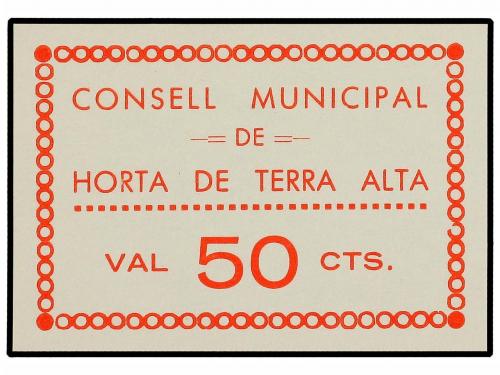 CONSELL MUNICIPAL
-= DE =-
HORTA DE TERRA ALTA
VAL 50 CTS.